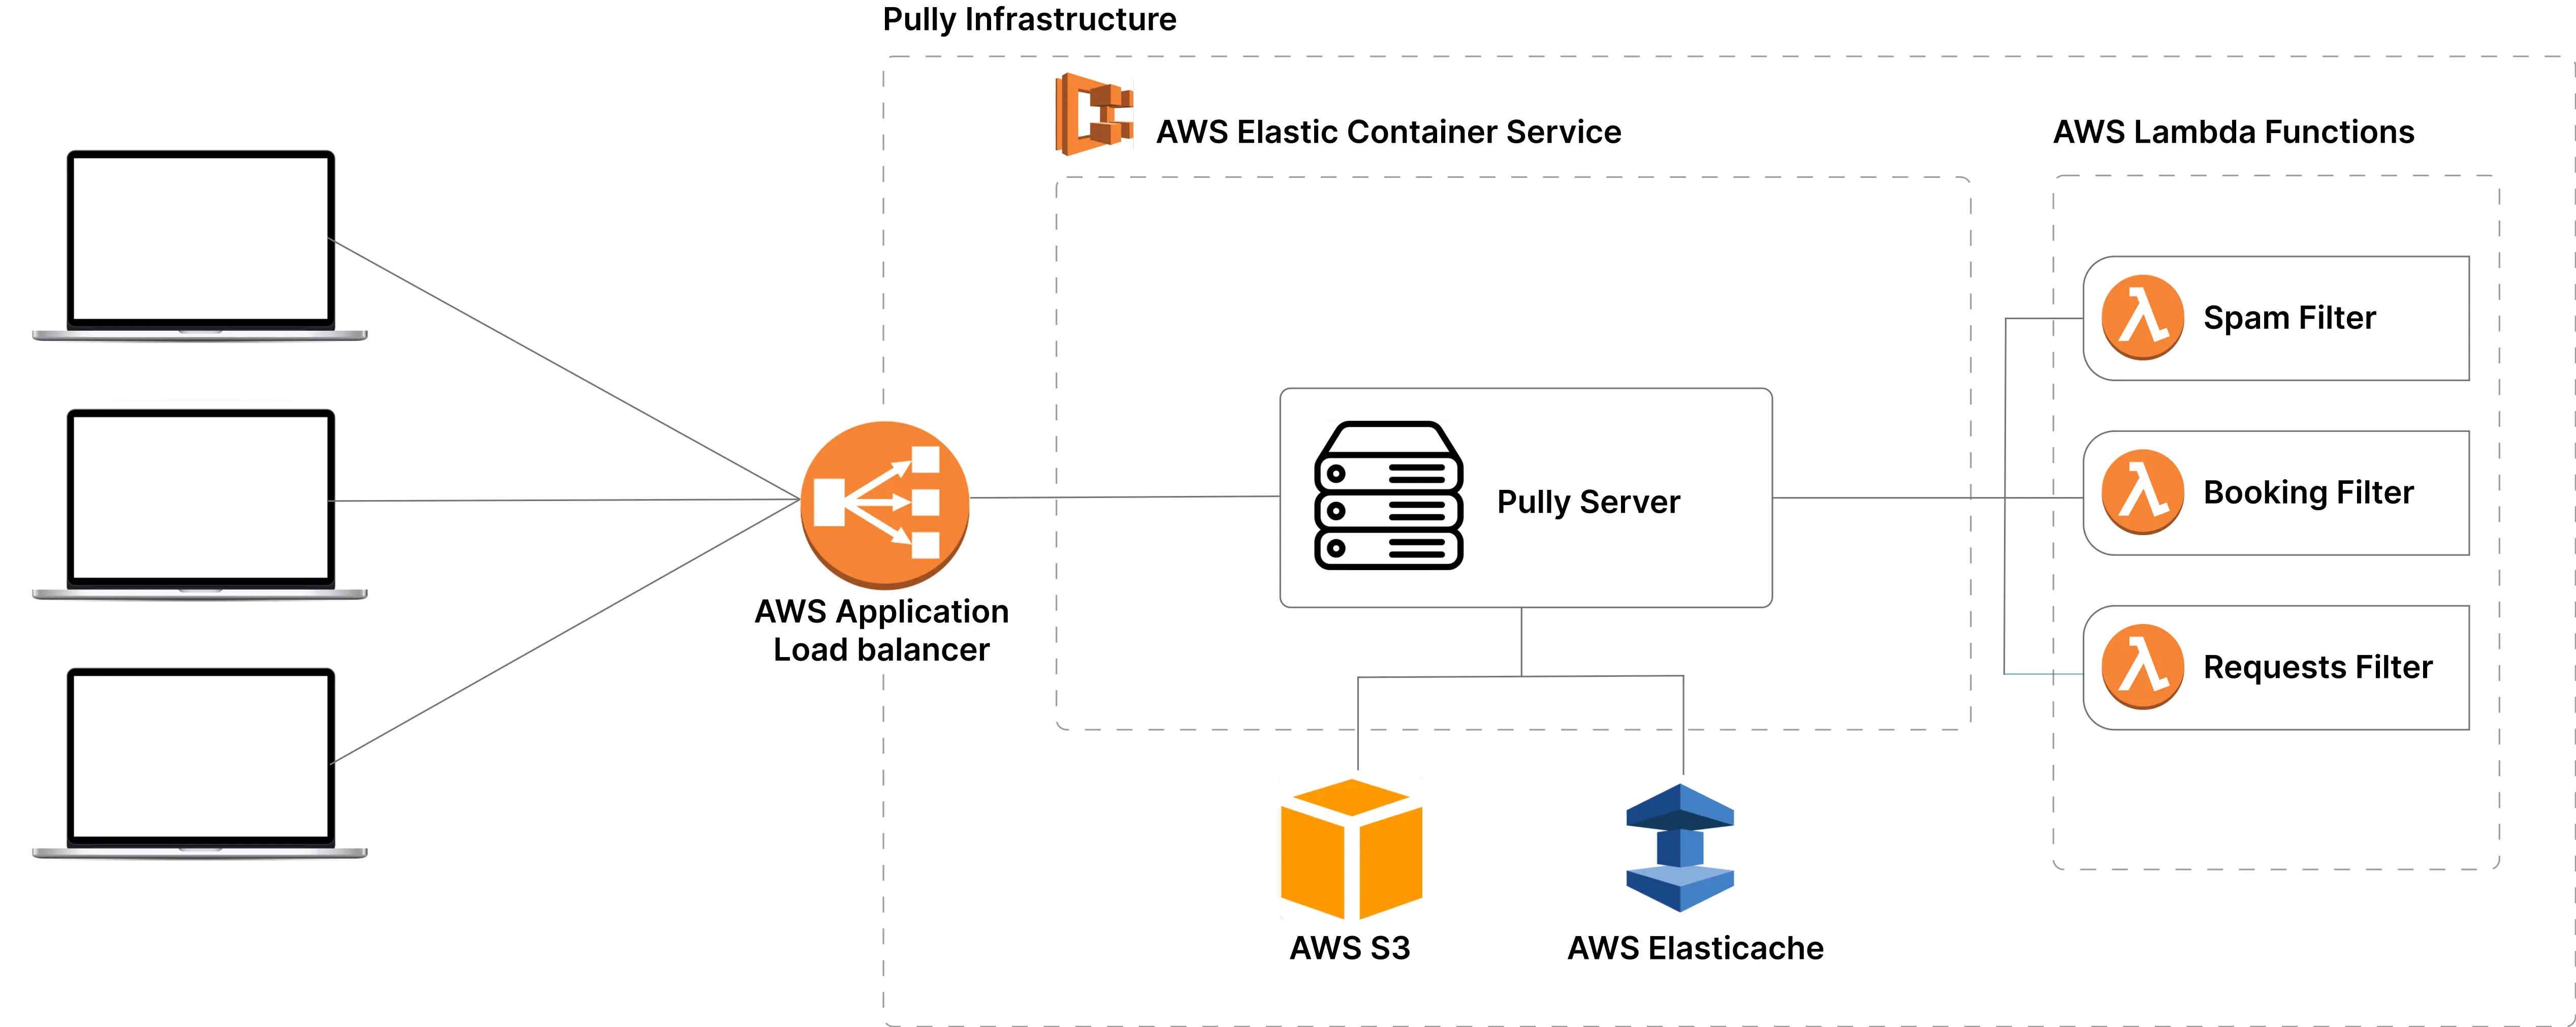 Pully Infrastructure
AWS Elastic Container Service
AWS Lambda Functions
Spam Filter
Booking Filter
Pully Server
AWS Application
Load balancer
Requests Filter
AWS S3
AWS Elasticache